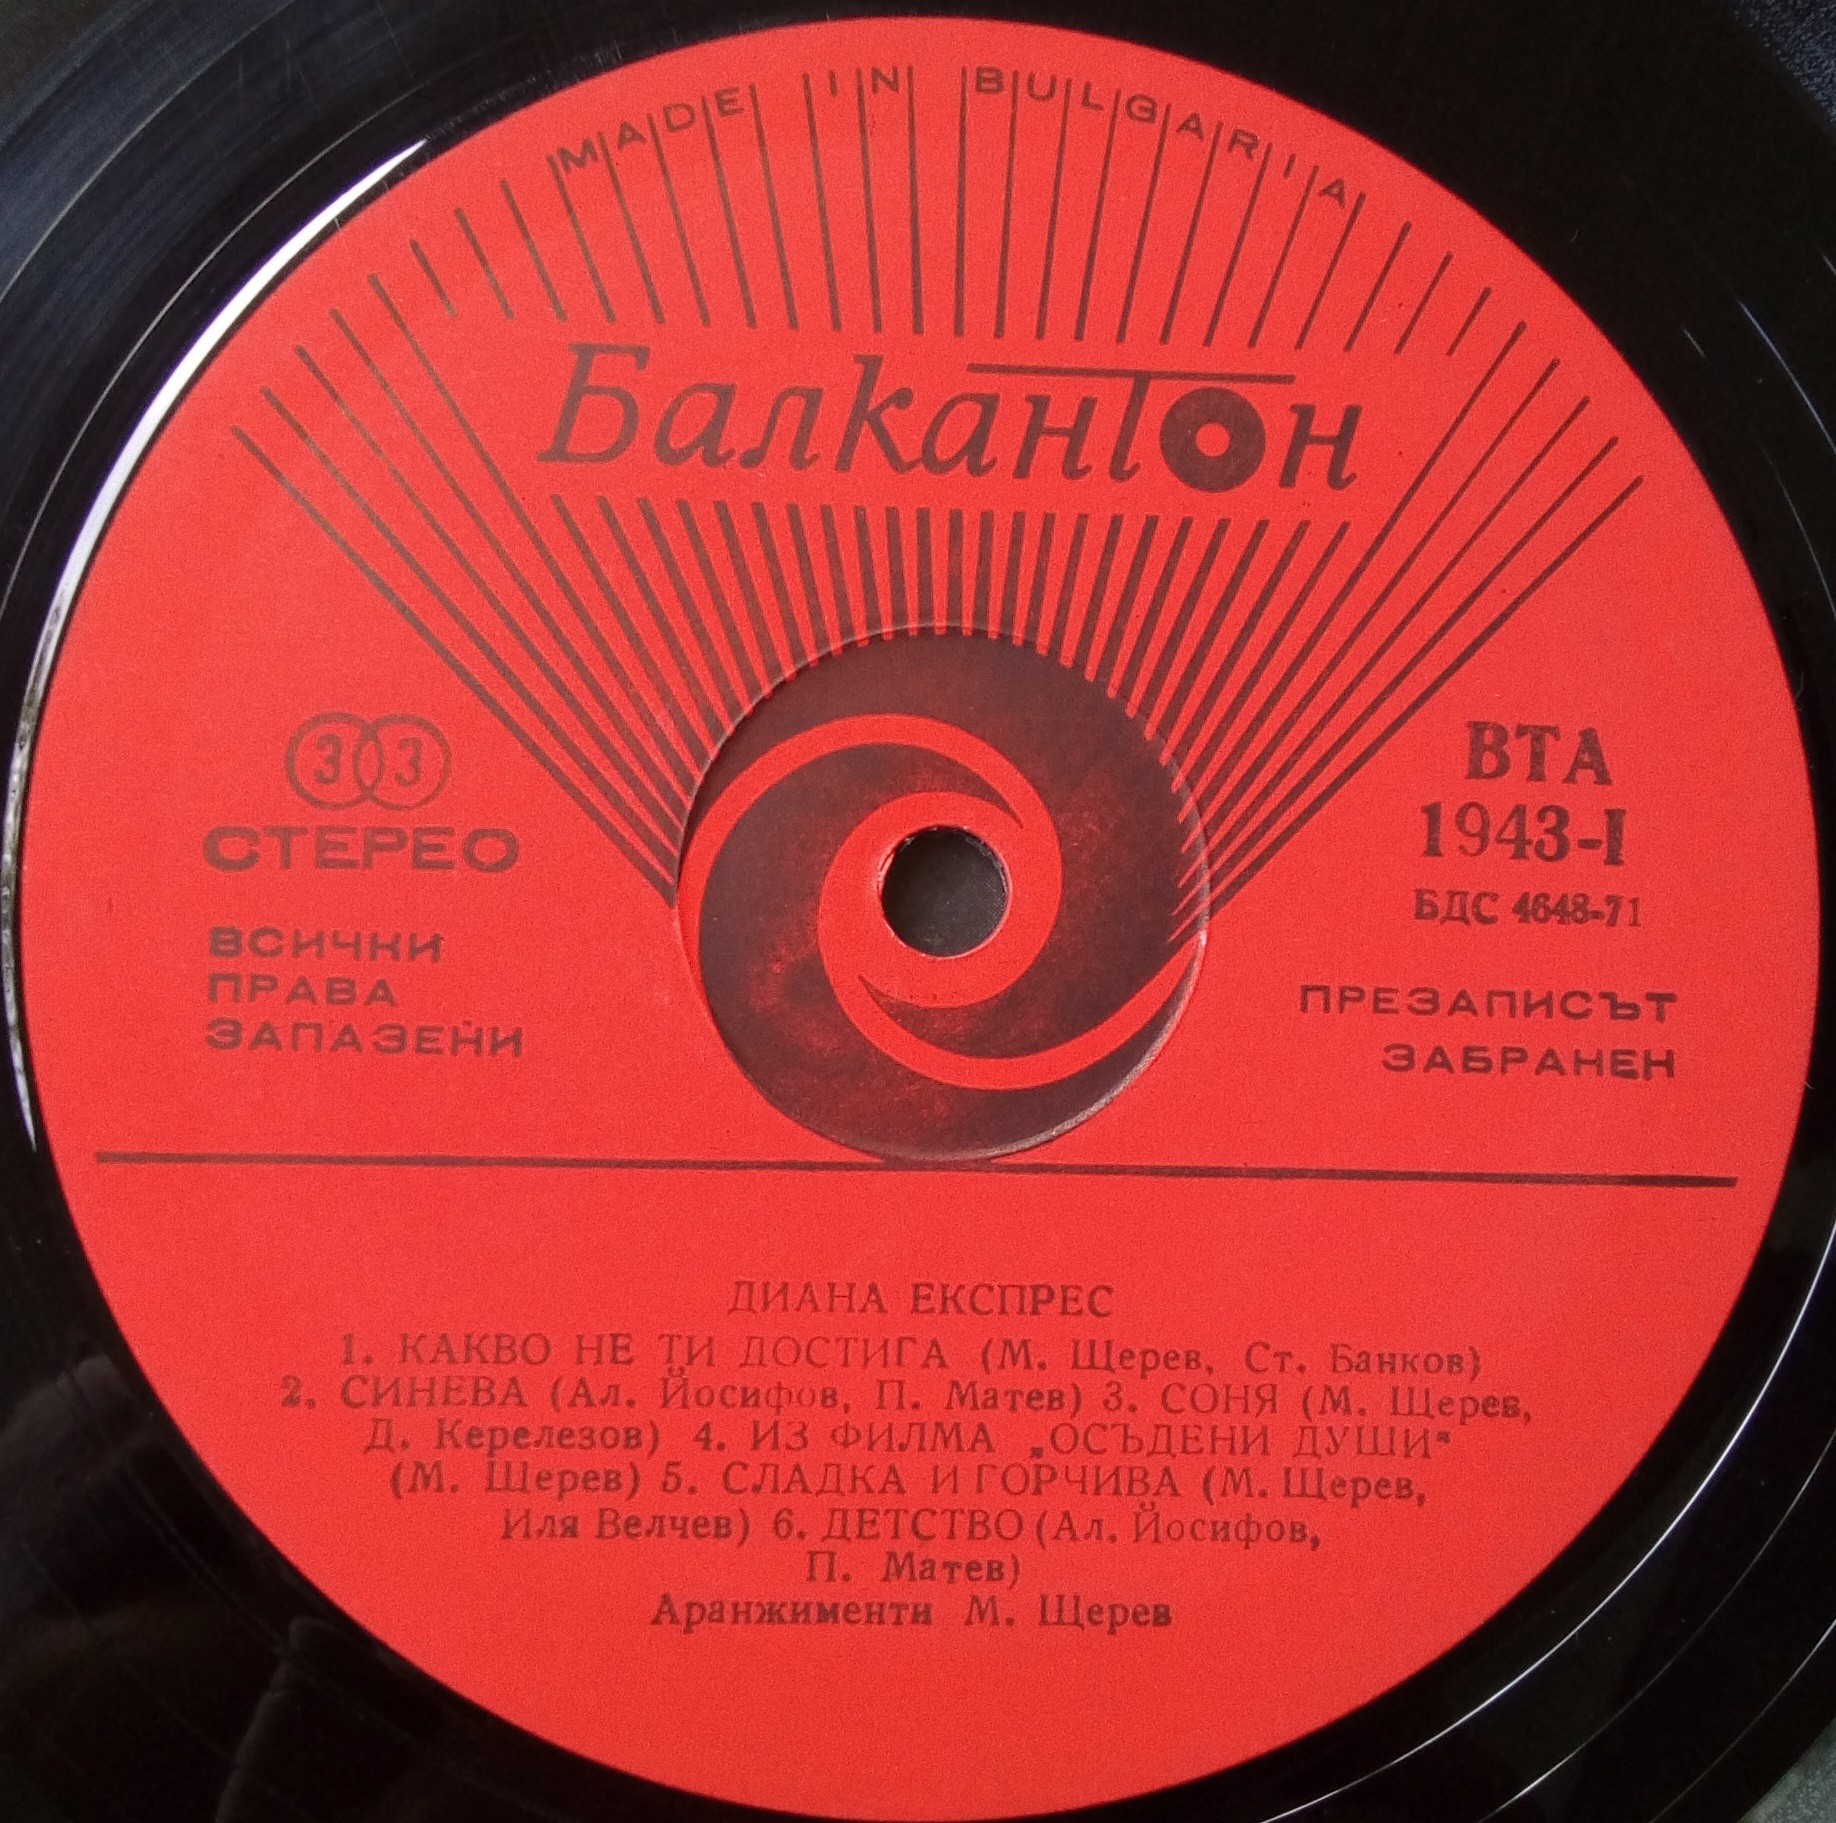 MADE IN BULGARIA
Балкантон
33
СТЕРЕО
ВСИЧКИ
ПРАВА
ЗАПАЗЕНИ
ВТА
1943-I
БДС 4648-71
ПРЕЗАПИСЪТ
ЗАБРАНЕН
ДИАНА ЕКСПРЕС
1. КАКВО НЕ ТИ ДОСТИГА (М. Щерев, Ст. Банков)
2. СИНЕВА (Ал. Йосифов, П. Матев) 3. СОНЯ (М. Щерев,
Д. Керелезов) 4. ИЗ ФИЛМА „ОСЪДЕНИ ДУШИ“
(М. Щерев) 5. СЛАДКА И ГОРЧИВА (М. Щерев,
Иля Велчев) 6. ДЕТСТВО (Ал. Йосифов,
П. Матев)
Аранжименти М. Щерев